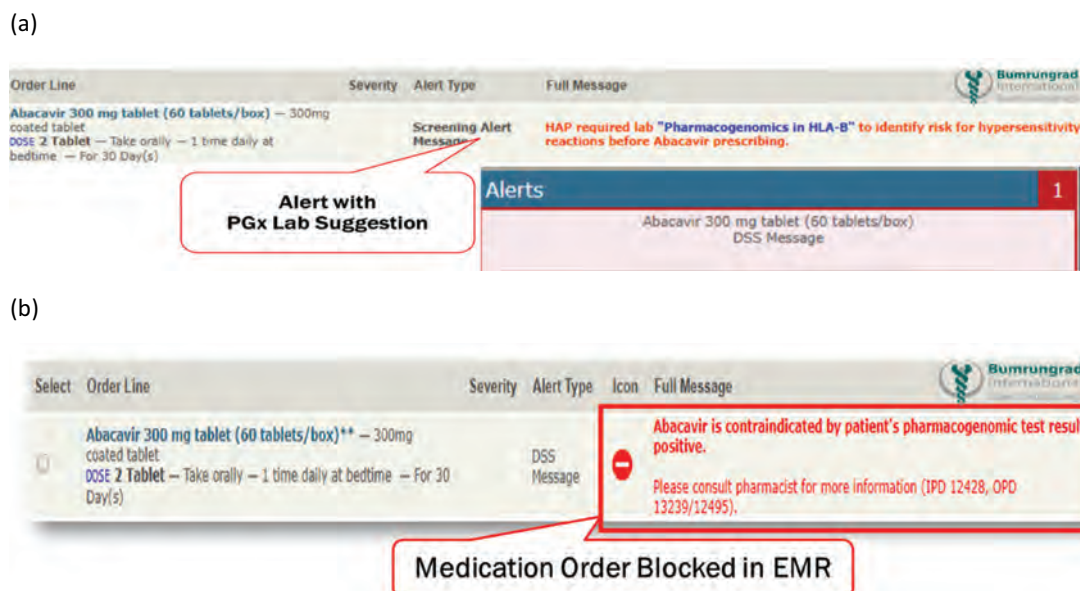 (a)
Order Line Severity Alert Type Full Message
Bumrungrad
International
Abacavir 300 mg tablet (60 tablets/box) — 300mg
coated tablet
DOSE 2 Tablet — Take orally — 1 time daily at
bedtime — For 30 Day(s)
Screening Alert
Message
HAP required lab "Pharmacogenomics in HLA-B" to identify risk for hypersensitivity
reactions before Abacavir prescribing.
Alert with
PGx Lab Suggestion
Alerts 1
Abacavir 300 mg tablet (60 tablets/box)
DSS Message
(b)
Select Order Line Severity Alert Type Icon Full Message
Bumrungrad
International
Abacavir 300 mg tablet (60 tablets/box)** — 300mg
coated tablet
DOSE 2 Tablet — Take orally — 1 time daily at bedtime — For 30
Day(s)
DSS
Message
Abacavir is contraindicated by patient's pharmacogenomic test result
positive.
Please consult pharmacist for more information (IPD 12428, OPD
13239/12495).
Medication Order Blocked in EMR